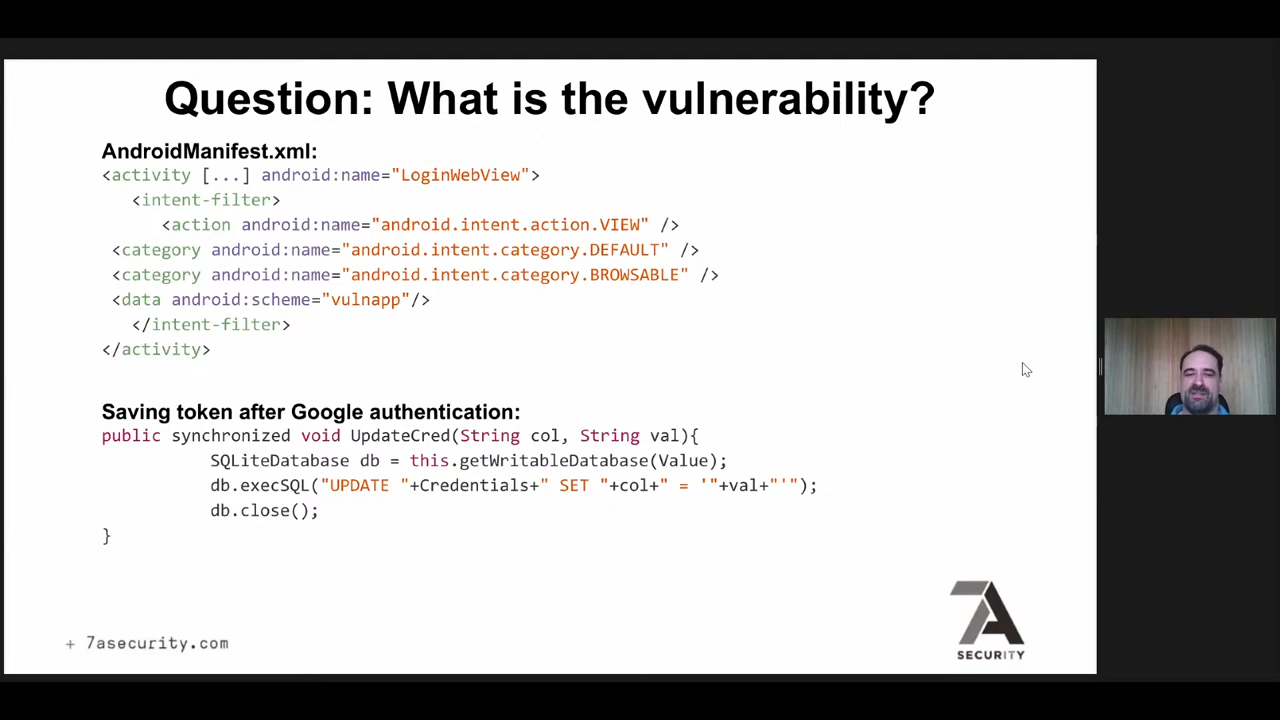 Question: What is the vulnerability?
AndroidManifest.xml:
<activity [...] android:name="LoginWebView">
<intent-filter>
<action android:name="android.intent.action.VIEW" />
<category android:name="android.intent.category.DEFAULT" />
<category android:name="android.intent.category.BROWSABLE" />
<data android:scheme="vulnapp"/>
</intent-filter>
</activity>
Saving token after Google authentication:
public synchronized void UpdateCred(String col, String val){
SQLiteDatabase db = this.getWritableDatabase(Value);
db.execSQL("UPDATE "+Credentials+" SET "+col+" = '"+val+"'");
db.close();
}
+ 7asecurity.com
7A
SECURITY